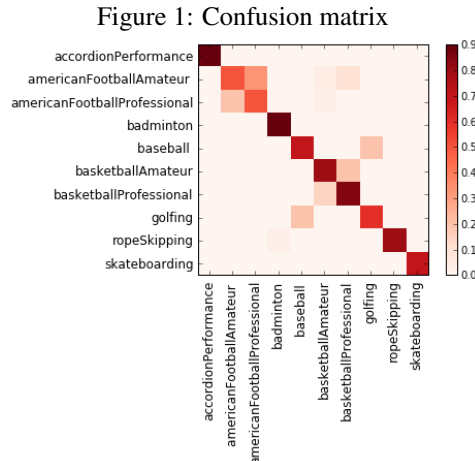 Figure 1: Confusion matrix
accordionPerformance
americanFootballAmateur
americanFootballProfessional
badminton
baseball
basketballAmateur
basketballProfessional
golfing
ropeSkipping
skateboarding
0.9
0.8
0.7
0.6
0.5
0.4
0.3
0.2
0.1
0.0
accordionPerformance
americanFootballAmateur
americanFootballProfessional
badminton
baseball
basketballAmateur
basketballProfessional
golfing
ropeSkipping
skateboarding